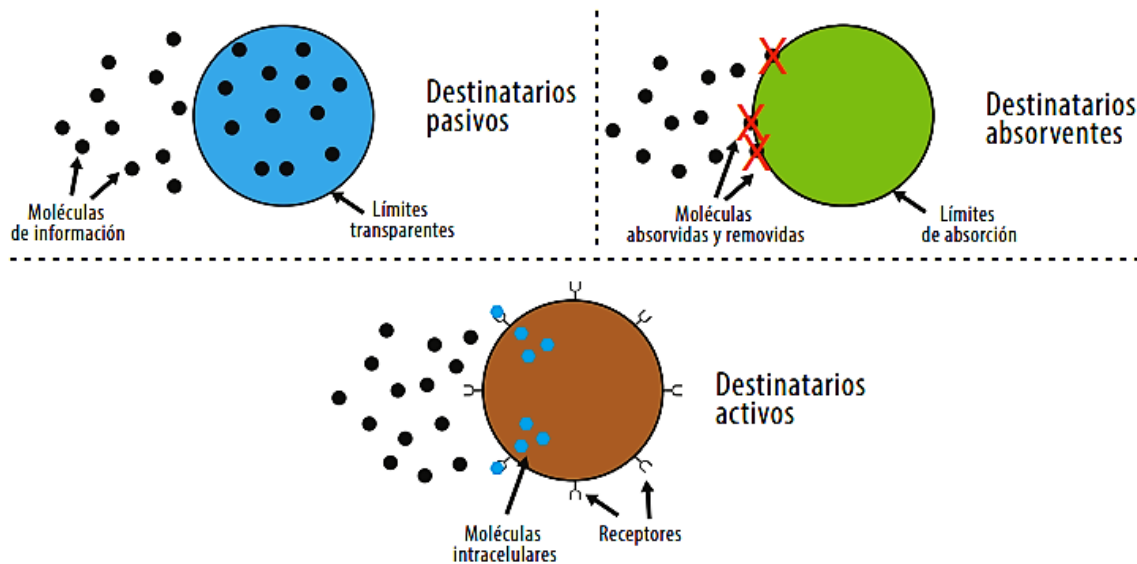 Destinatarios
pasivos
Moléculas
de información
Límites
transparentes
Destinatarios
absorventes
Moléculas
absorvidas y removidas
Límites
de absorción
Destinatarios
activos
Moléculas
intracelulares
Receptores